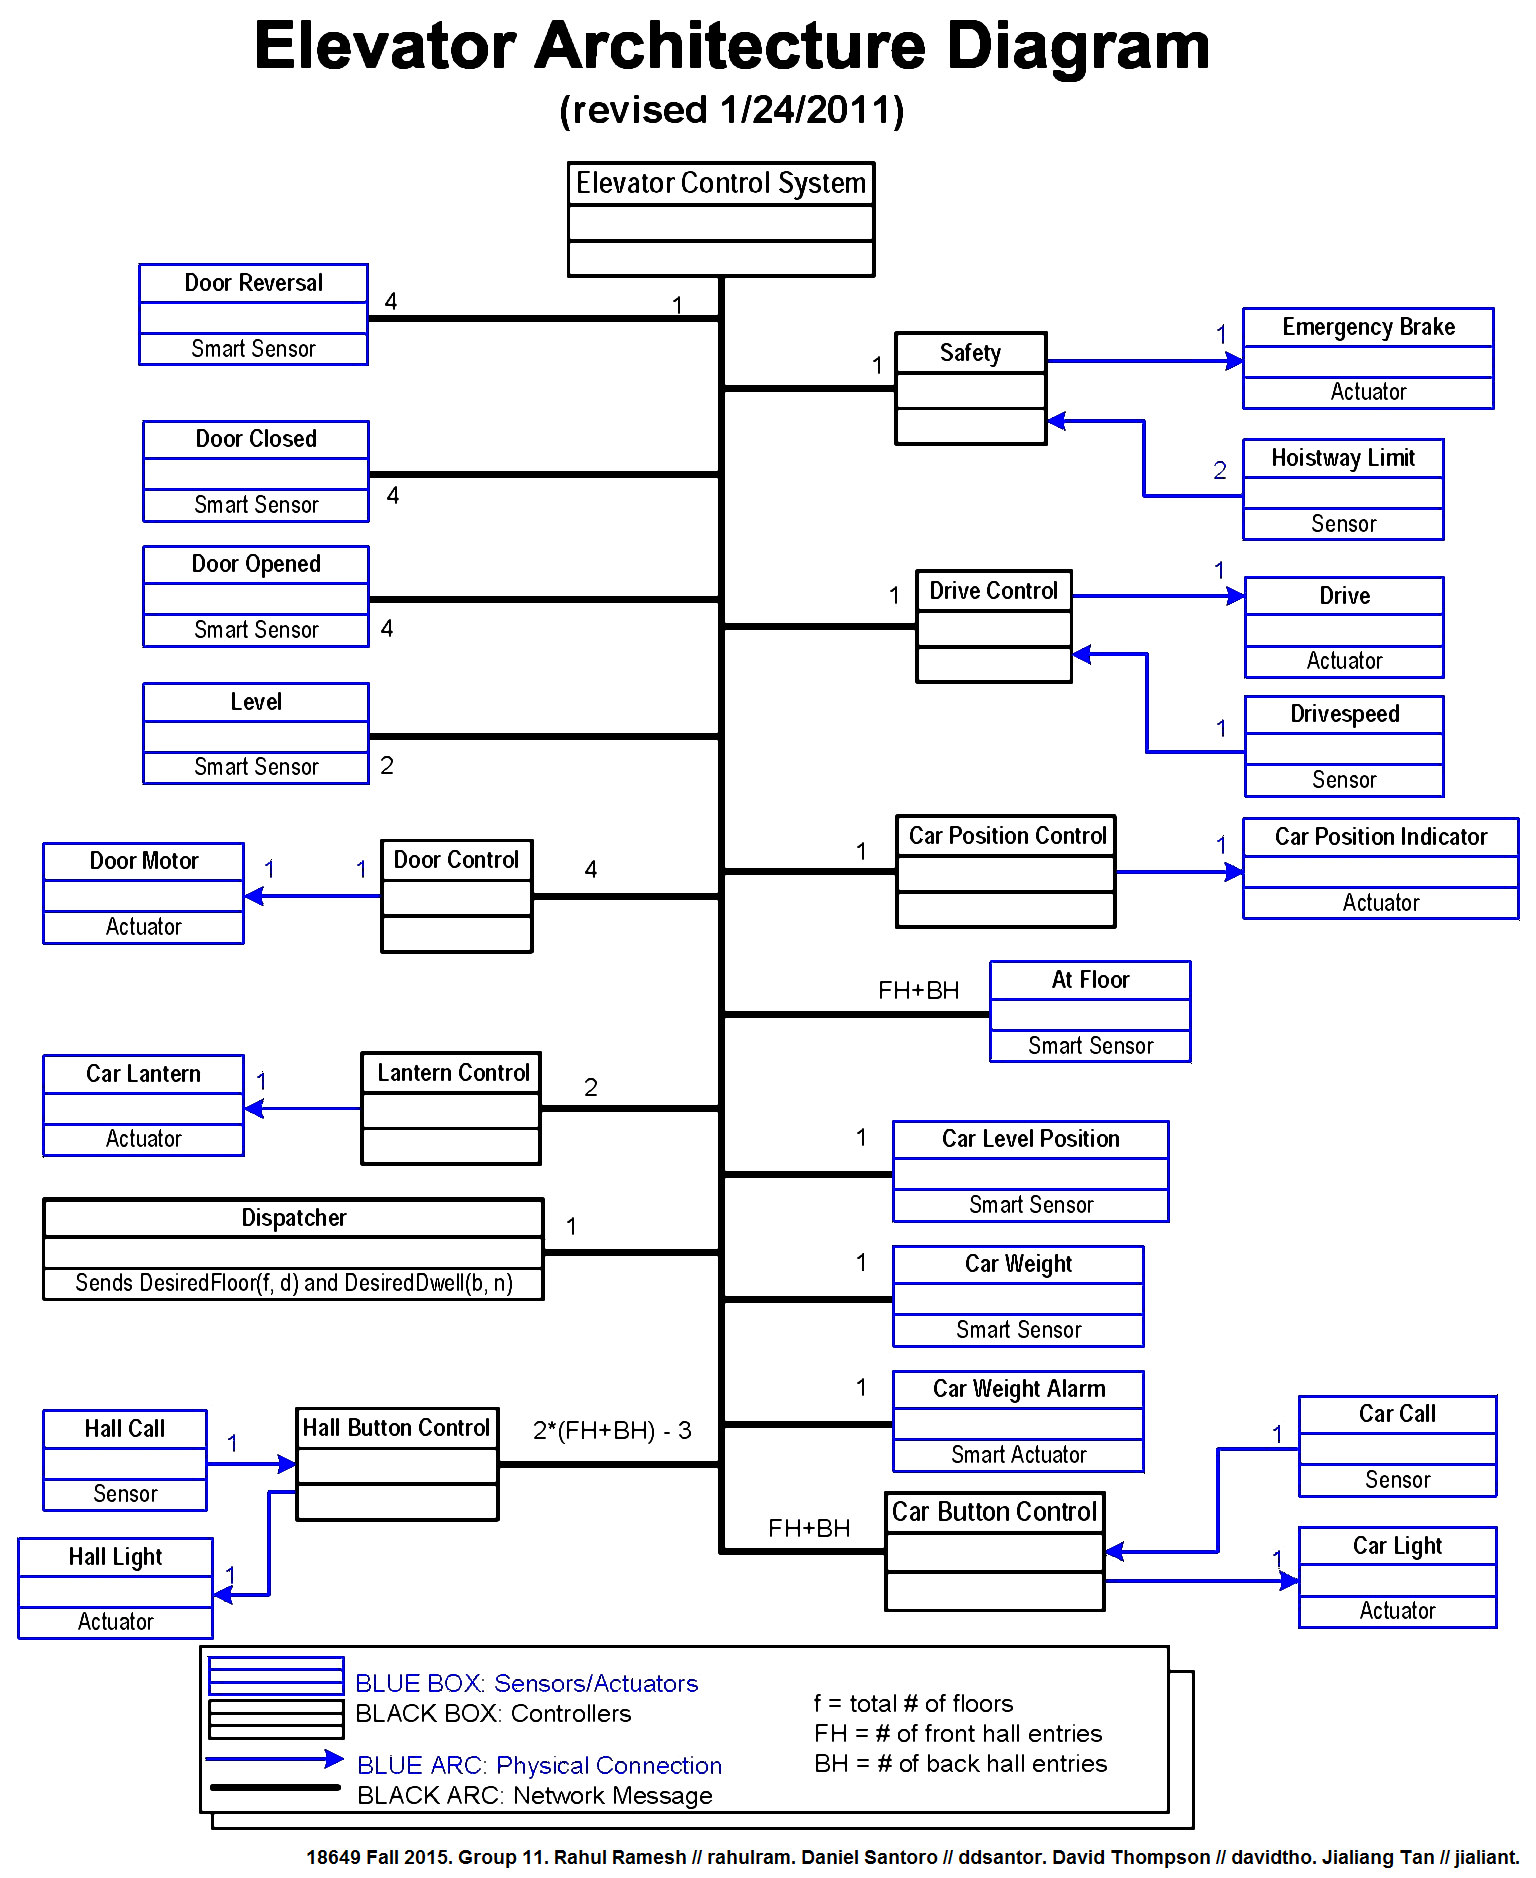 Elevator Architecture Diagram
(revised 1/24/2011)
Elevator Control System
1
Door Reversal
Smart Sensor
4
Door Closed
Smart Sensor
4
Door Opened
Smart Sensor
4
Level
Smart Sensor
2
Door Motor
Actuator
1
1
Door Control
4
Car Lantern
Actuator
1
Lantern Control
2
Dispatcher
Sends DesiredFloor(f, d) and DesiredDwell(b, n)
1
Hall Call
Sensor
1
Hall Button Control
2*(FH+BH) - 3
Hall Light
Actuator
1
1
Safety
1
Emergency Brake
Actuator
2
Hoistway Limit
Sensor
1
Drive Control
1
Drive
Actuator
1
Drivespeed
Sensor
1
Car Position Control
1
Car Position Indicator
Actuator
FH+BH
At Floor
Smart Sensor
1
Car Level Position
Smart Sensor
1
Car Weight
Smart Sensor
1
Car Weight Alarm
Smart Actuator
FH+BH
Car Button Control
1
Car Call
Sensor
1
Car Light
Actuator
BLUE BOX: Sensors/Actuators
BLACK BOX: Controllers
BLUE ARC: Physical Connection
BLACK ARC: Network Message
f = total # of floors
FH = # of front hall entries
BH = # of back hall entries
18649 Fall 2015. Group 11. Rahul Ramesh // rahulram. Daniel Santoro // ddsantor. David Thompson // davidtho. Jialiang Tan // jialiant.